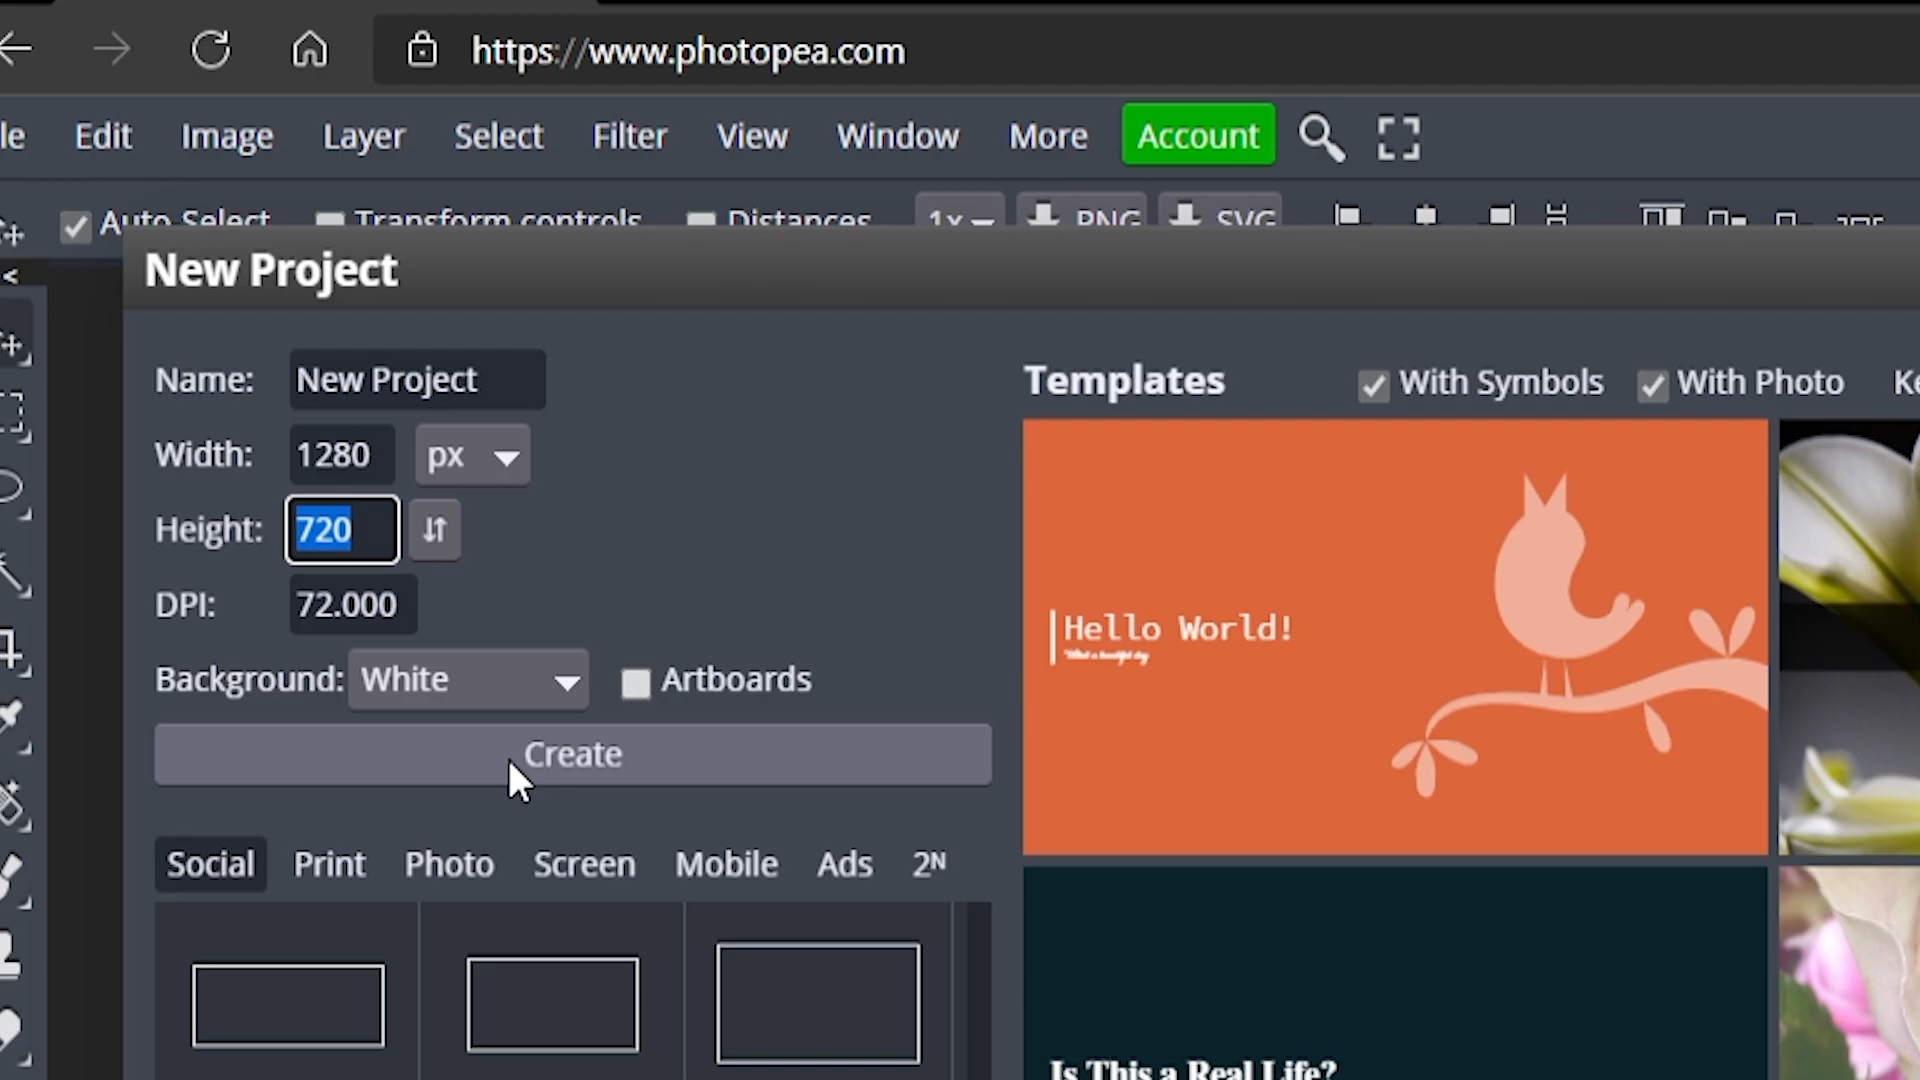 https://www.photopea.com
le Edit Image Layer Select Filter View Window More Account
Auto-Select Transform controls Distances 1x PNG SVG
<
New Project
Name: New Project
Templates With Symbols With Photo Ke
Width: 1280 px
Height: 720
DPI: 72.000
Hello World!
Background: White Artboards
Create
Social Print Photo Screen Mobile Ads 2ᴺ
Is This a Real Life?